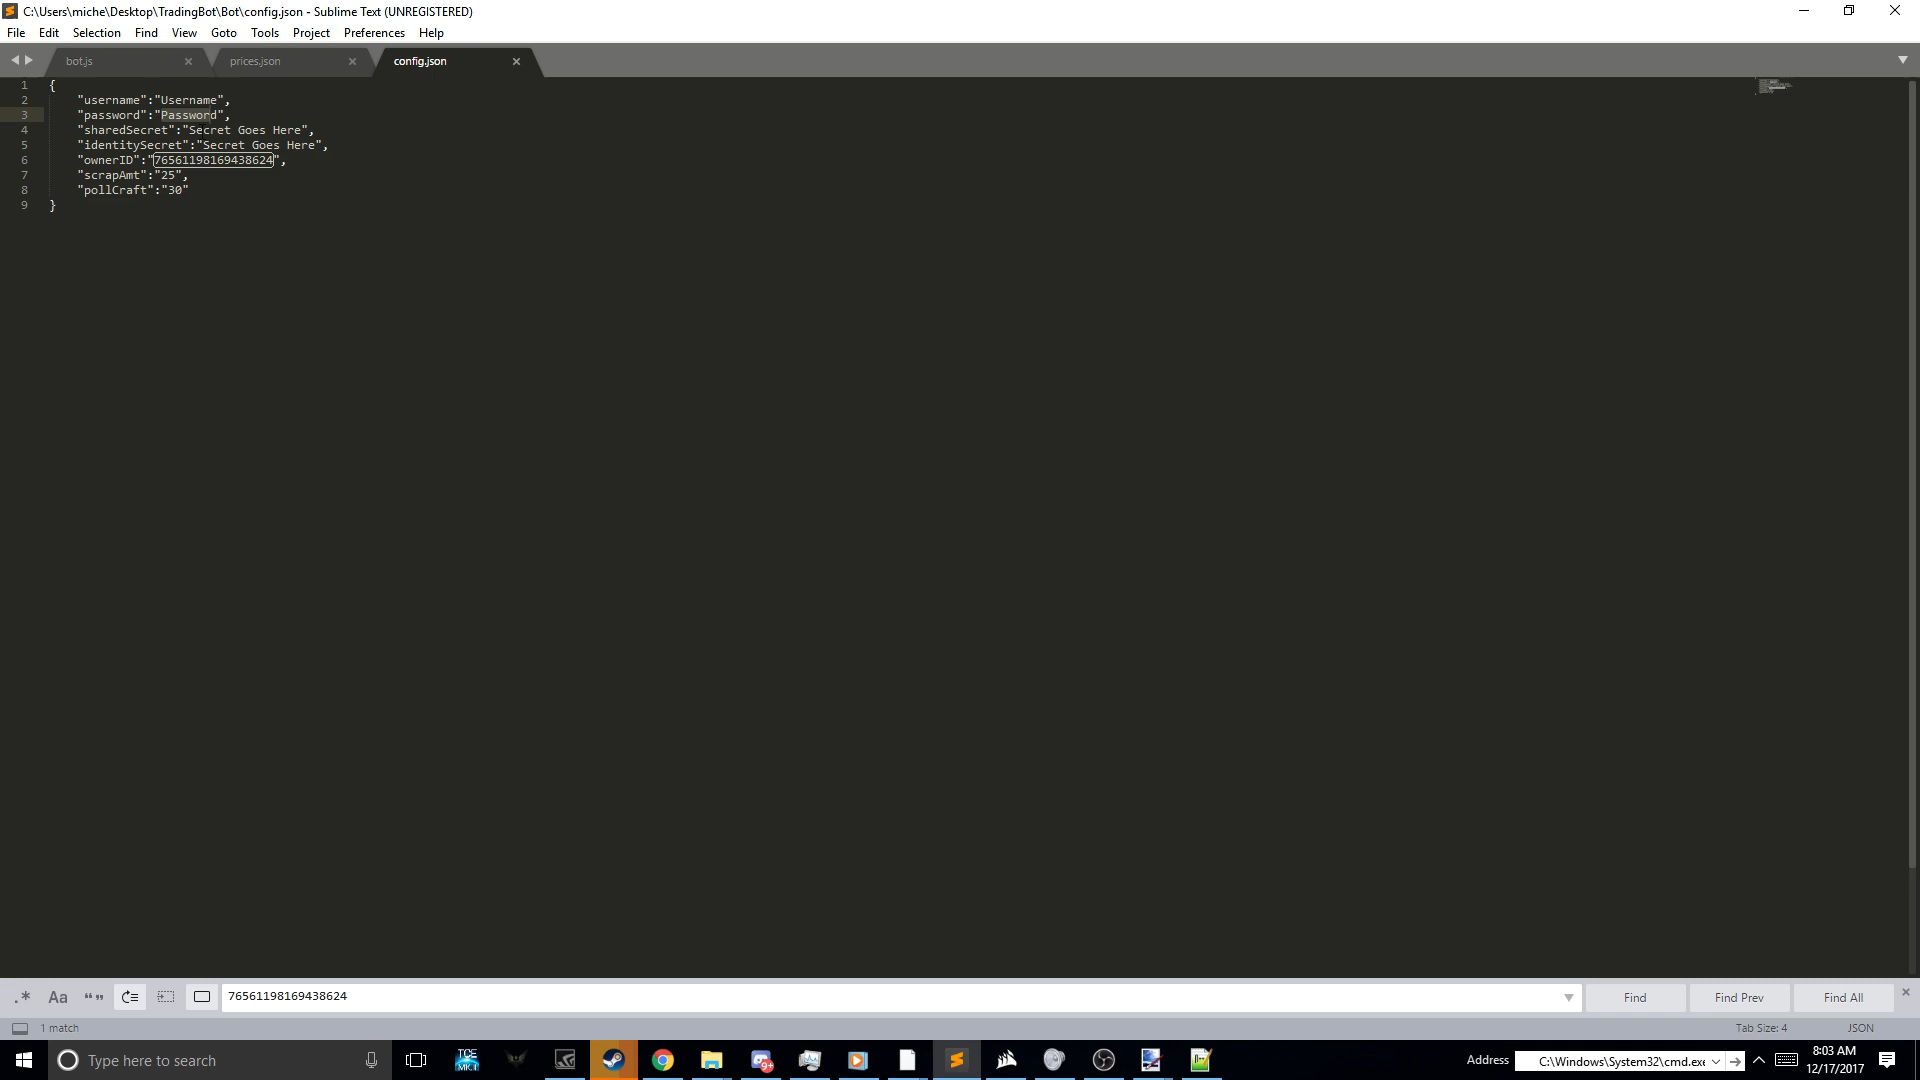 C:\Users\miche\Desktop\TradingBot\Bot\config.json - Sublime Text (UNREGISTERED)
File Edit Selection Find View Goto Tools Project Preferences Help
bot.js prices.json config.json
1 {
2 "username":"Username",
3 "password":"Password",
4 "sharedSecret":"Secret Goes Here",
5 "identitySecret":"Secret Goes Here",
6 "ownerID":"76561198169438624",
7 "scrapAmt":"25",
8 "pollCraft":"30"
9 }
.* Aa “” 76561198169438624 Find Find Prev Find All
1 match Tab Size: 4 JSON
Type here to search TCE MK.I Address C:\Windows\System32\cmd.exe 8:03 AM
12/17/2017